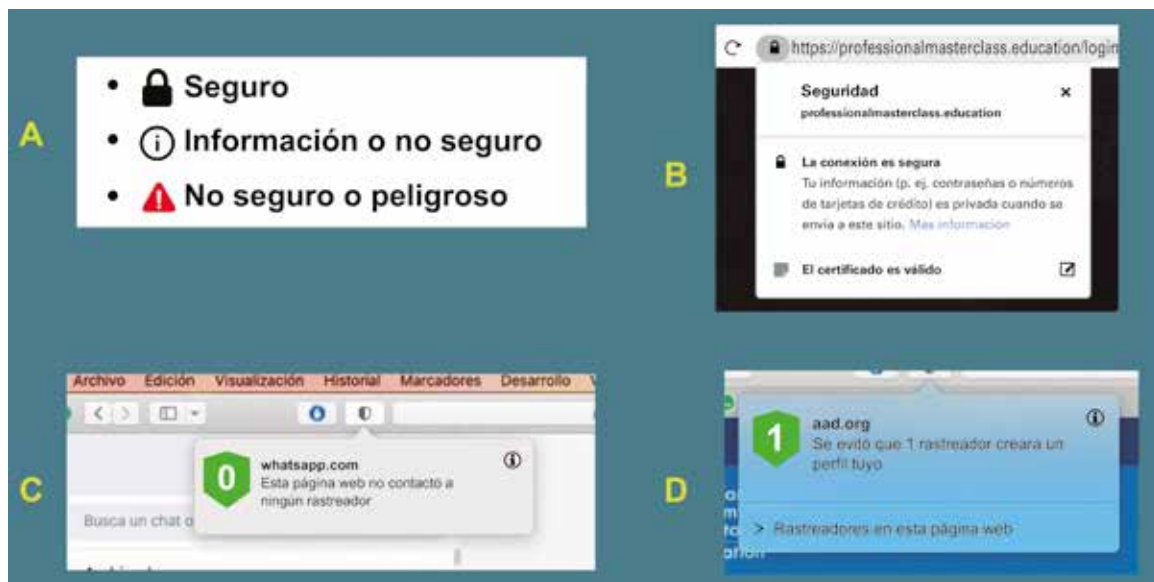 A
• Seguro
• Información o no seguro
• No seguro o peligroso
B
https://professionalmasterclass.education/login
Seguridad
professionalmasterclass.education
La conexión es segura
Tu información (p. ej. contraseñas o números
de tarjetas de crédito) es privada cuando se
envía a este sitio. Más información
El certificado es válido
C
Archivo Edición Visualización Historial Marcadores Desarrollo
0
whatsapp.com
Esta página web no contactó a
ningún rastreador
Busca un chat o
D
1
aad.org
Se evitó que 1 rastreador creara un
perfil tuyo
> Rastreadores en esta página web